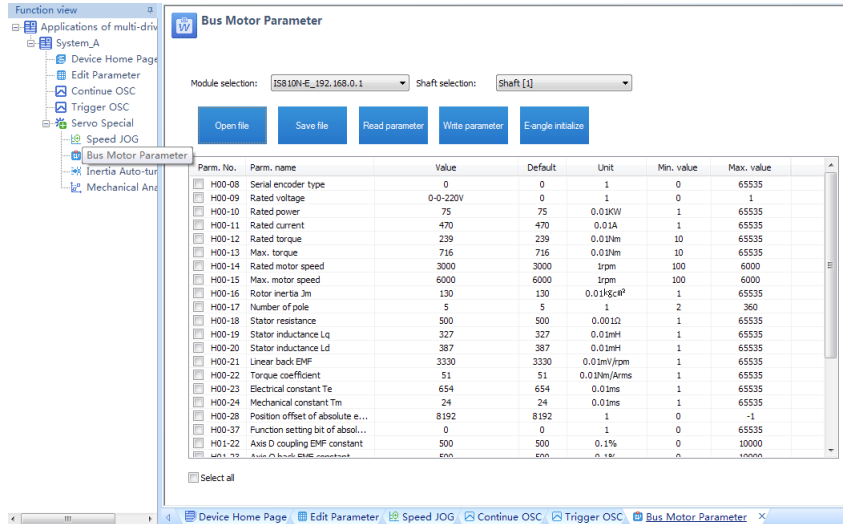 Function view
Applications of multi-driv
System_A
Device Home Page
Edit Parameter
Continue OSC
Trigger OSC
Servo Special
Speed JOG
Bus Motor Parameter
Inertia Auto-tur
Mechanical Ana
Bus Motor Parameter
Module selection: IS810N-E_192.168.0.1 Shaft selection: Shaft [1]
Open file Save file Read parameter Write parameter E-angle initialize
Parm. No. Parm. name Value Default Unit Min. value Max. value
H00-08 Serial encoder type 0 0 1 0 65535
H00-09 Rated voltage 0-0-220V 0 1 0 1
H00-10 Rated power 75 75 0.01KW 1 65535
H00-11 Rated current 470 470 0.01A 1 65535
H00-12 Rated torque 239 239 0.01Nm 10 65535
H00-13 Max. torque 716 716 0.01Nm 10 65535
H00-14 Rated motor speed 3000 3000 1rpm 100 6000
H00-15 Max. motor speed 6000 6000 1rpm 100 6000
H00-16 Rotor inertia Jm 130 130 0.01kgcm² 1 65535
H00-17 Number of pole 5 5 1 2 360
H00-18 Stator resistance 500 500 0.001Ω 1 65535
H00-19 Stator inductance Lq 327 327 0.01mH 1 65535
H00-20 Stator inductance Ld 387 387 0.01mH 1 65535
H00-21 Linear back EMF 3330 3330 0.01mV/rpm 1 65535
H00-22 Torque coefficient 51 51 0.01Nm/Arms 1 65535
H00-23 Electrical constant Te 654 654 0.01ms 1 65535
H00-24 Mechanical constant Tm 24 24 0.01ms 1 65535
H00-28 Position offset of absolute e... 8192 8192 1 0 -1
H00-37 Function setting bit of absol... 0 0 1 0 65535
H01-22 Axis D coupling EMF constant 500 500 0.1% 0 10000
H01-23 Axis Q back EMF constant 500 500 0.1% 0 10000
Select all
Device Home Page Edit Parameter Speed JOG Continue OSC Trigger OSC Bus Motor Parameter